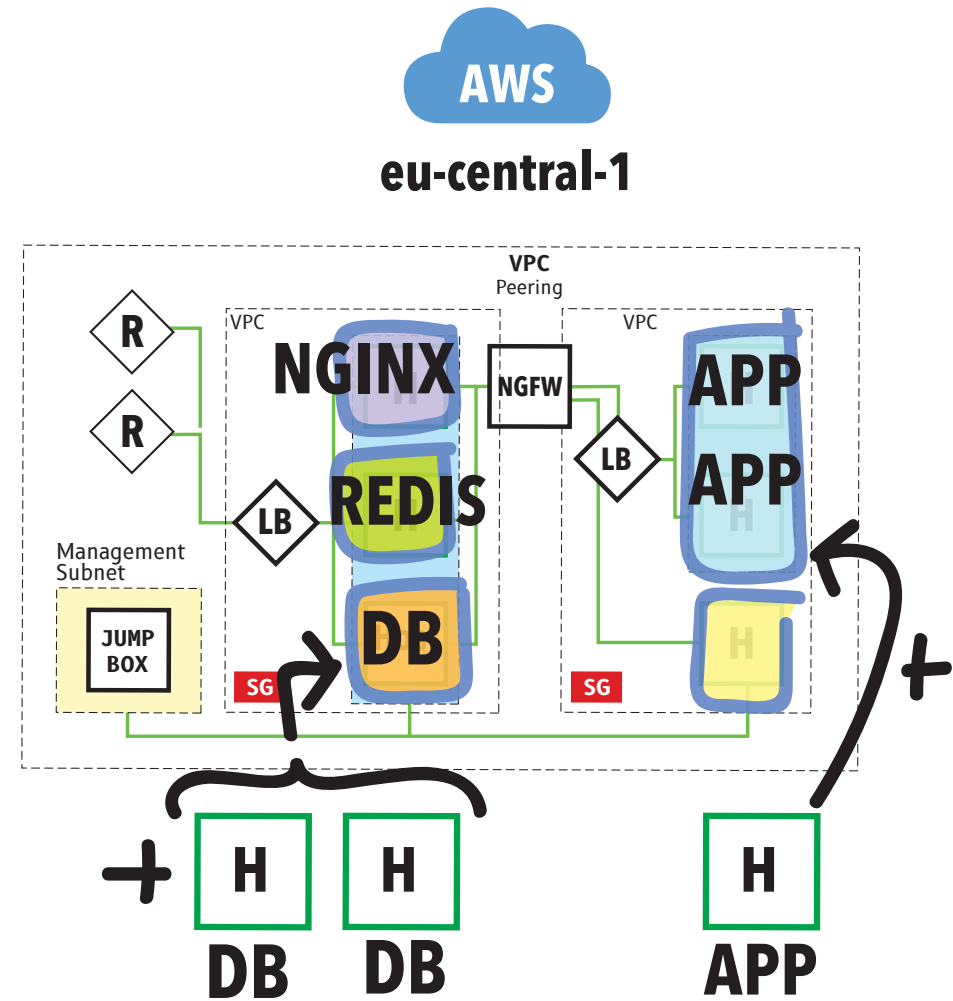 AWS
eu-central-1
VPC
Peering
VPC
VPC
R
R
NGINX
H
NGFW
APP
H
LB
APP
H
LB
REDIS
H
Management
Subnet
JUMP
BOX
DB
H
SG
SG
H
H
H
DB
DB
APP